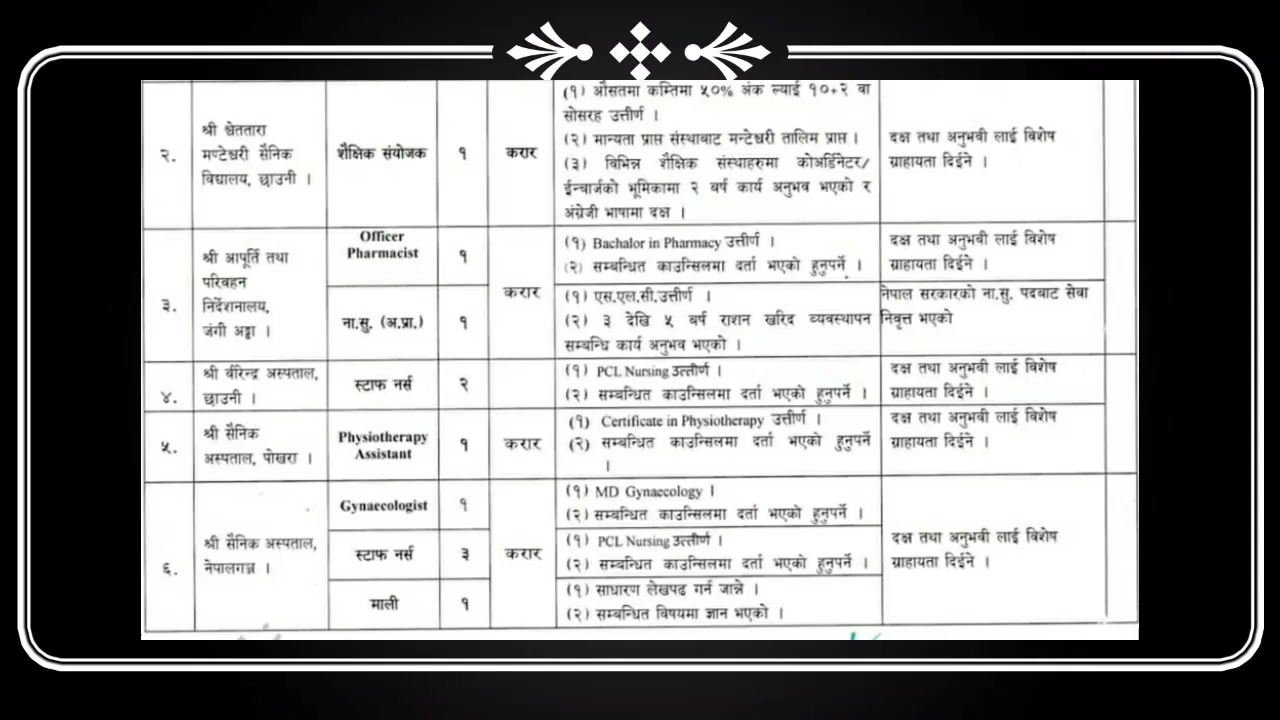 २.
श्री श्वेततारा
मण्टेश्वरी सैनिक
विद्यालय, छाउनी ।
शैक्षिक संयोजक
१
करार
(१) औसतमा कम्तिमा ५०% अंक ल्याई १०+२ वा
सोसरह उत्तीर्ण ।
(२) मान्यता प्राप्त संस्थाबाट मन्टेश्वरी तालिम प्राप्त ।
(३) विभिन्न शैक्षिक संस्थाहरुमा कोअर्डिनेटर/
ईन्चार्जको भूमिकामा २ वर्ष कार्य अनुभव भएको र
अंग्रेजी भाषामा दक्ष ।
दक्ष तथा अनुभवी लाई विशेष
ग्राहायता दिईने ।
३.
श्री आपूर्ति तथा
परिवहन
निर्देशनालय,
जंगी अड्डा ।
Officer
Pharmacist
१
करार
(१) Bachalor in Pharmacy उत्तीर्ण ।
(२) सम्बन्धित काउन्सिलमा दर्ता भएको हुनुपर्ने ।
दक्ष तथा अनुभवी लाई विशेष
ग्राहायता दिईने ।
ना.सु. (अ.प्रा.)
१
(१) एस.एल.सी.उत्तीर्ण ।
(२) ३ देखि ५ वर्ष राशन खरिद व्यवस्थापन
सम्बन्धि कार्य अनुभव भएको ।
नेपाल सरकारको ना.सु. पदबाट सेवा
निवृत्त भएको
४.
श्री वीरेन्द्र अस्पताल,
छाउनी ।
स्टाफ नर्स
२
(१) PCL Nursing उत्तीर्ण ।
(२) सम्बन्धित काउन्सिलमा दर्ता भएको हुनुपर्ने ।
दक्ष तथा अनुभवी लाई विशेष
ग्राहायता दिईने ।
५.
श्री सैनिक
अस्पताल, पोखरा ।
Physiotherapy
Assistant
१
करार
(१) Certificate in Physiotherapy उत्तीर्ण ।
(२) सम्बन्धित काउन्सिलमा दर्ता भएको हुनुपर्ने
।
दक्ष तथा अनुभवी लाई विशेष
ग्राहायता दिईने ।
६.
श्री सैनिक अस्पताल,
नेपालगञ्ज ।
Gynaecologist
१
करार
(१) MD Gynaecology ।
(२) सम्बन्धित काउन्सिलमा दर्ता भएको हुनुपर्ने ।
दक्ष तथा अनुभवी लाई विशेष
ग्राहायता दिईने ।
स्टाफ नर्स
३
(१) PCL Nursing उत्तीर्ण ।
(२) सम्बन्धित काउन्सिलमा दर्ता भएको हुनुपर्ने ।
माली
१
(१) साधारण लेखपढ गर्न जान्ने ।
(२) सम्बन्धित विषयमा ज्ञान भएको ।